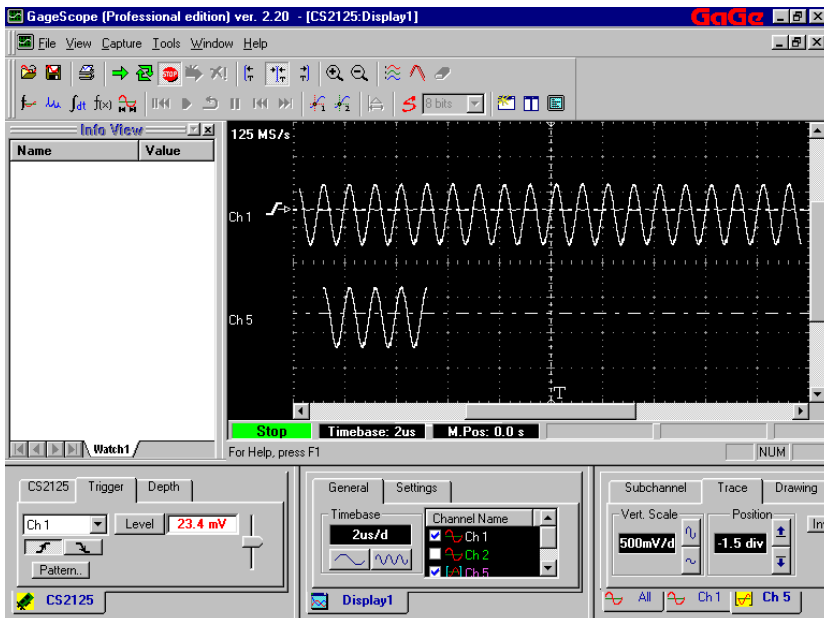 GageScope (Professional edition) ver. 2.20 - [CS2125:Display1]
GaGe
File View Capture Tools Window Help
∫dt f(x) 1 2 S 8 bits
Info View
Name Value
Watch1
125 MS/s
Ch 1
Ch 5
T
Stop Timebase: 2us M.Pos: 0.0 s
For Help, press F1
NUM
CS2125 Trigger Depth
Ch 1 Level 23.4 mV
Pattern..
CS2125
General Settings
Timebase
2us/d
Channel Name
Ch 1
Ch 2
Ch 5
Display1
Subchannel Trace Drawing
Vert. Scale Position
500mV/d -1.5 div
All Ch 1 Ch 5